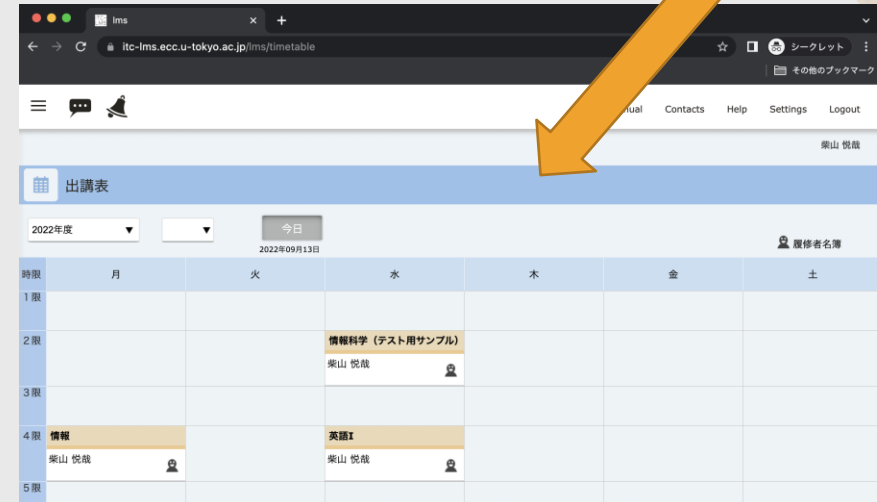 lms
itc-lms.ecc.u-tokyo.ac.jp/lms/timetable
シークレット
その他のブックマーク
Contacts Help Settings Logout
柴山 悦哉
出講表
2022年度
今日
2022年09月13日
履修者名簿
時限 月 火 水 木 金 土
1限
2限
情報科学（テスト用サンプル）
柴山 悦哉
3限
4限
情報
英語I
柴山 悦哉
柴山 悦哉
5限